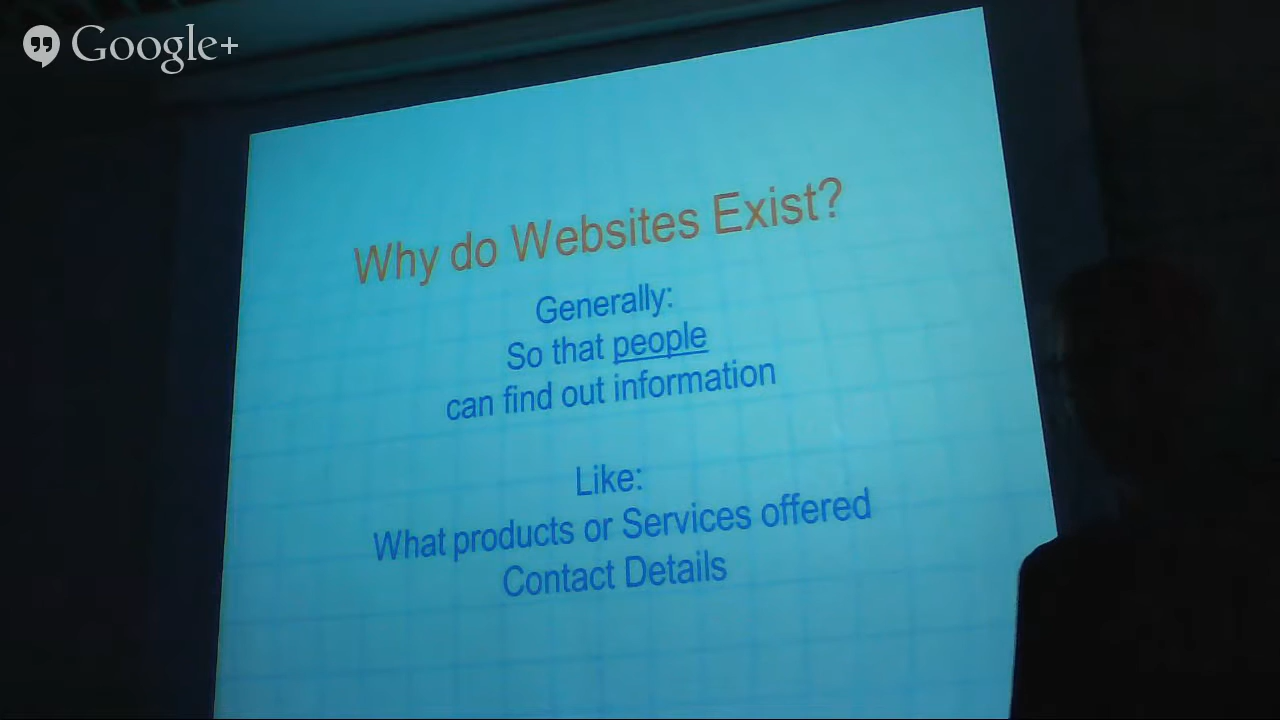 Google+
Why do Websites Exist?
Generally:
So that people
can find out information
Like:
What products or Services offered
Contact Details